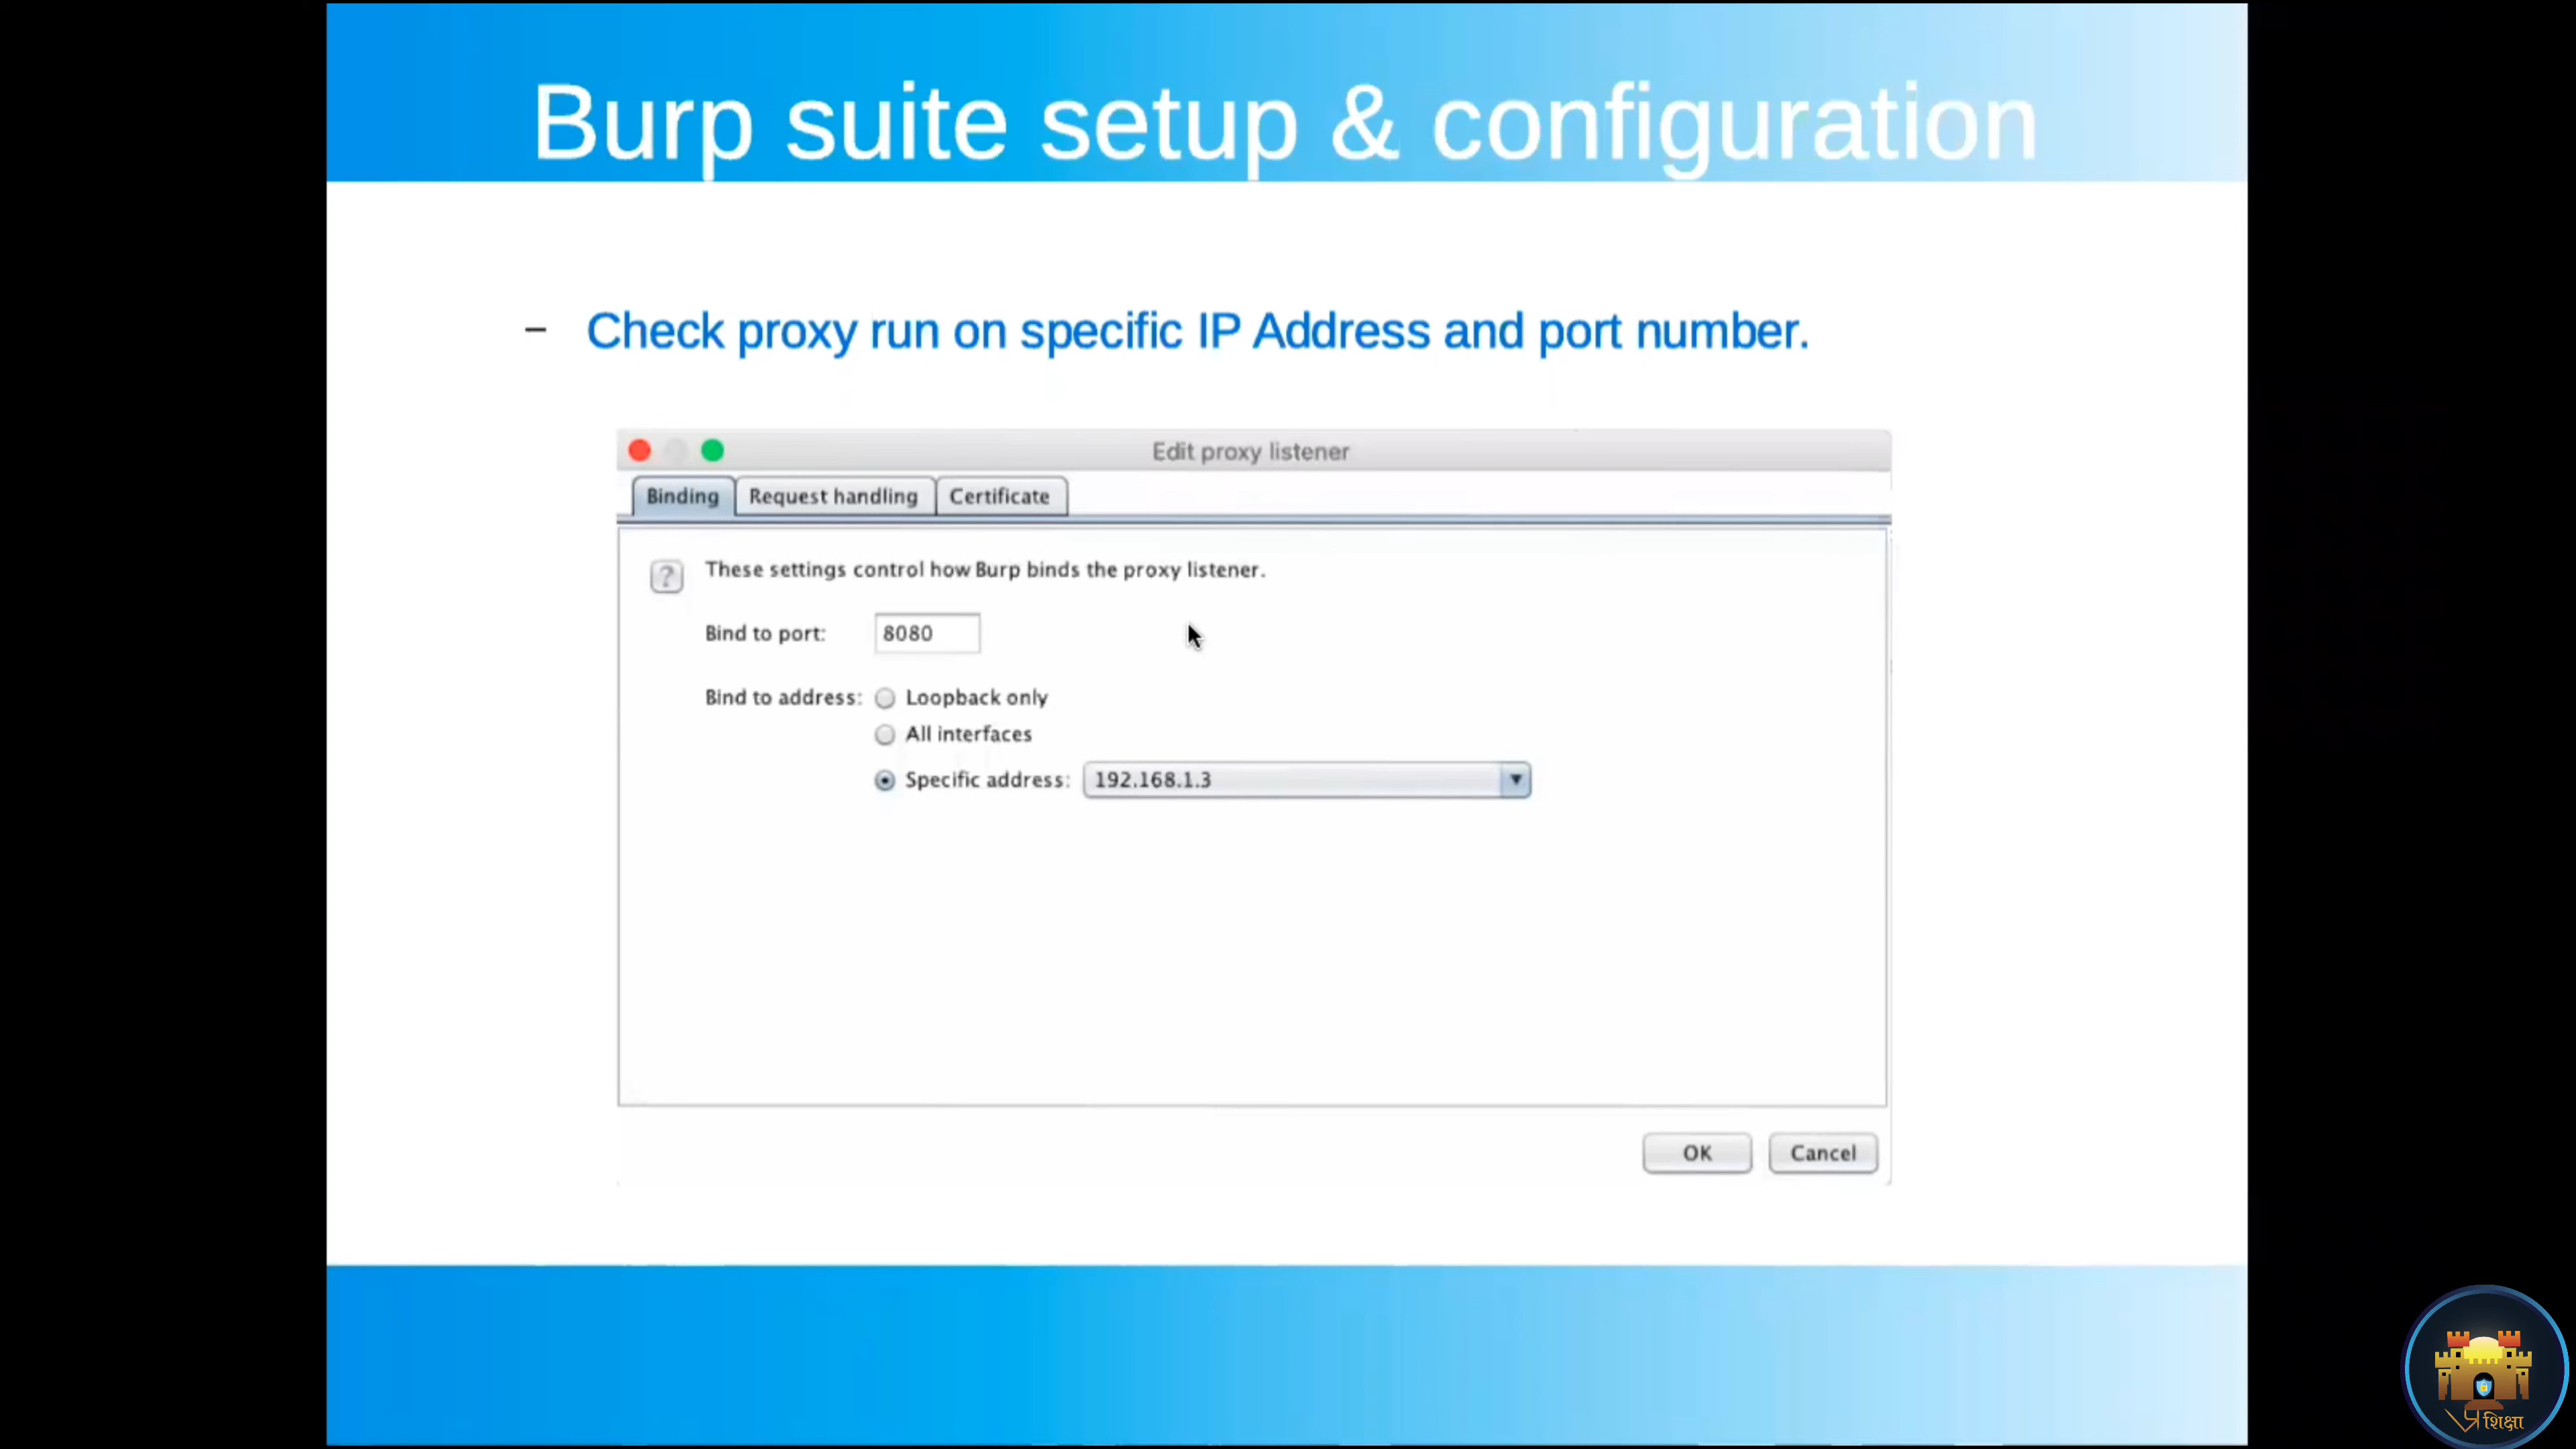 Burp suite setup & configuration
– Check proxy run on specific IP Address and port number.
Edit proxy listener
Binding Request handling Certificate
? These settings control how Burp binds the proxy listener.
Bind to port: 8080
Bind to address: Loopback only
All interfaces
Specific address: 192.168.1.3
OK Cancel
प्रशिक्षा